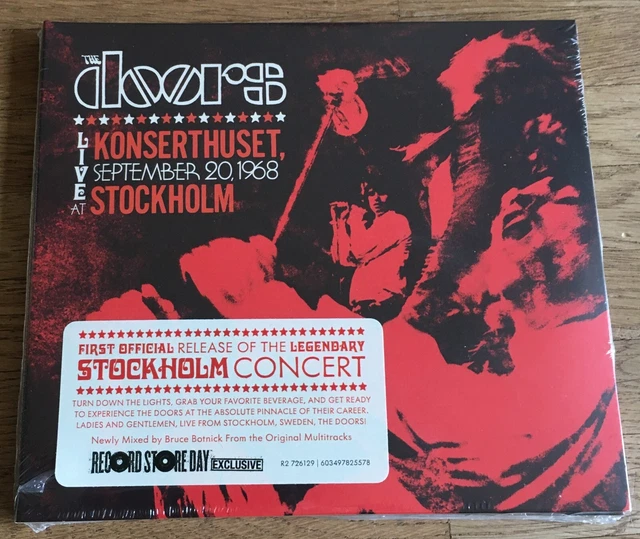 THE
doors
LIVE AT
KONSERTHUSET,
SEPTEMBER 20, 1968
STOCKHOLM
FIRST OFFICIAL RELEASE OF THE LEGENDARY
STOCKHOLM CONCERT
TURN DOWN THE LIGHTS, GRAB YOUR FAVORITE BEVERAGE, AND GET READY
TO EXPERIENCE THE DOORS AT THE ABSOLUTE PINNACLE OF THEIR CAREER.
LADIES AND GENTLEMEN, LIVE FROM STOCKHOLM, SWEDEN, THE DOORS!
Newly Mixed by Bruce Botnick From the Original Multitracks
RECORD STORE DAY EXCLUSIVE R2 726129 | 603497825578